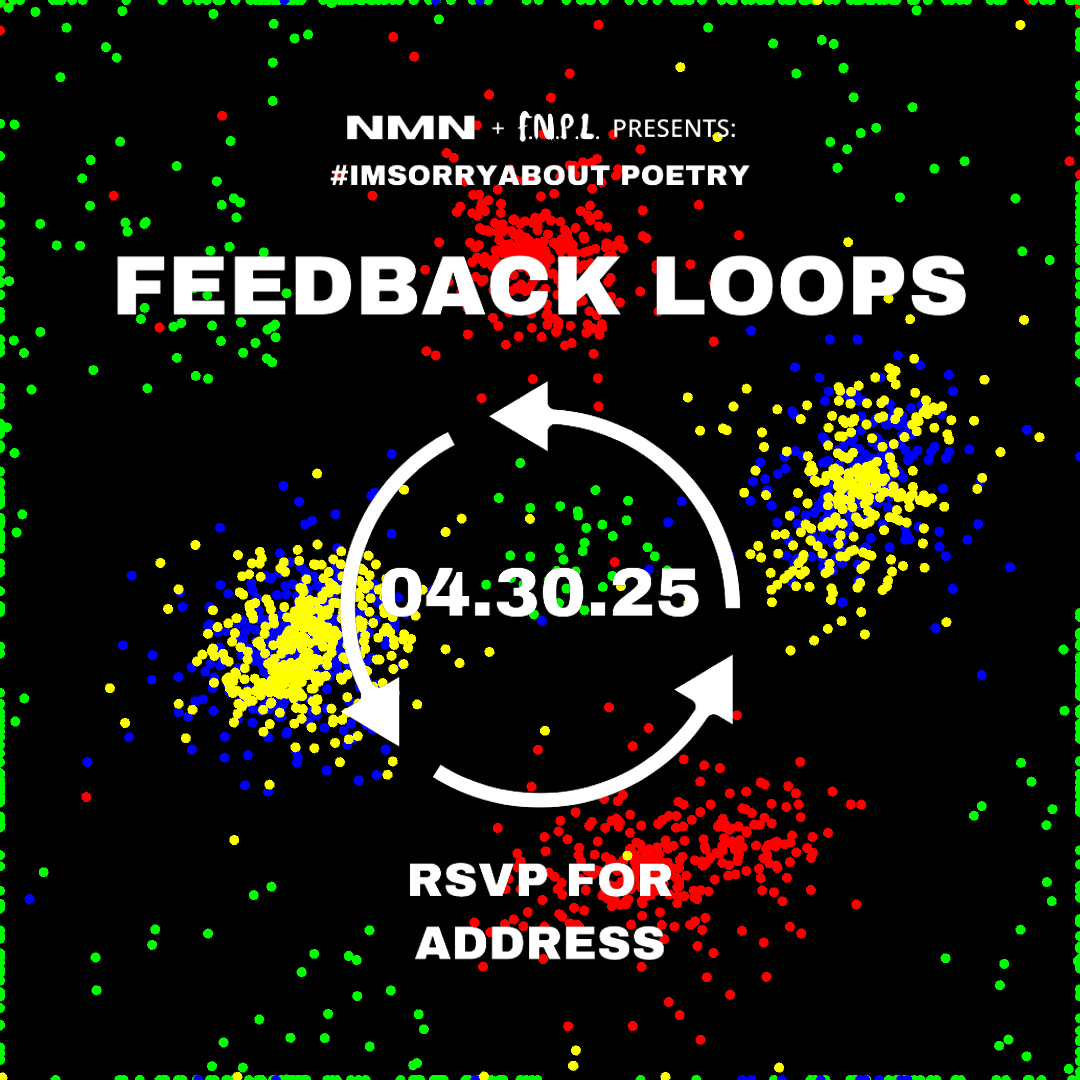 NMN + F.N.P.L. PRESENTS:
#IMSORRYABOUT POETRY
FEEDBACK LOOPS
04.30.25
RSVP FOR
ADDRESS